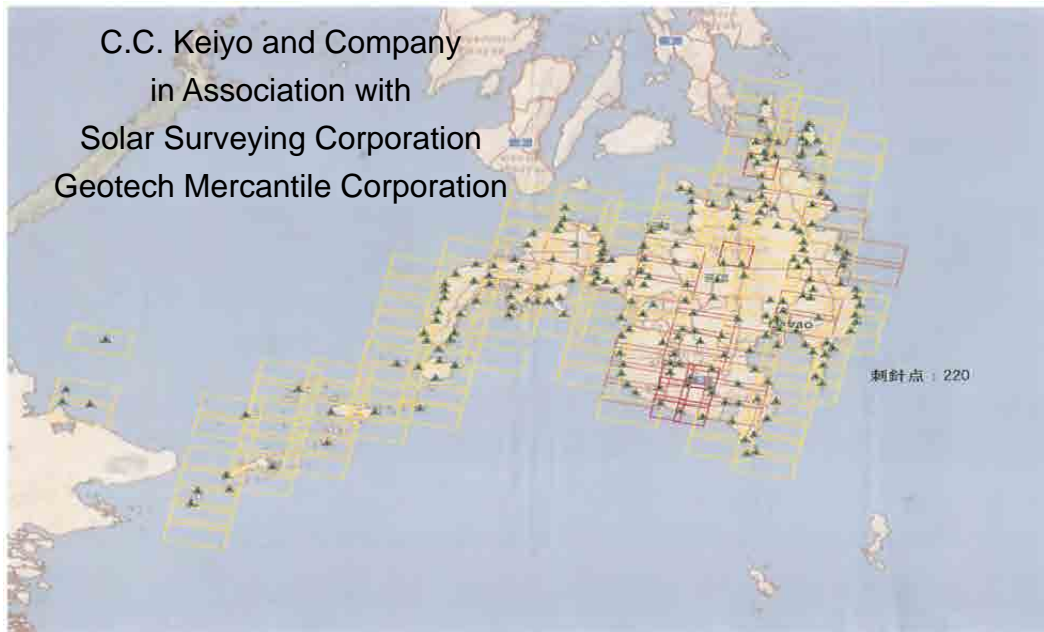 C.C. Keiyo and Company
in Association with
Solar Surveying Corporation
Geotech Mercantile Corporation
刺針点：220